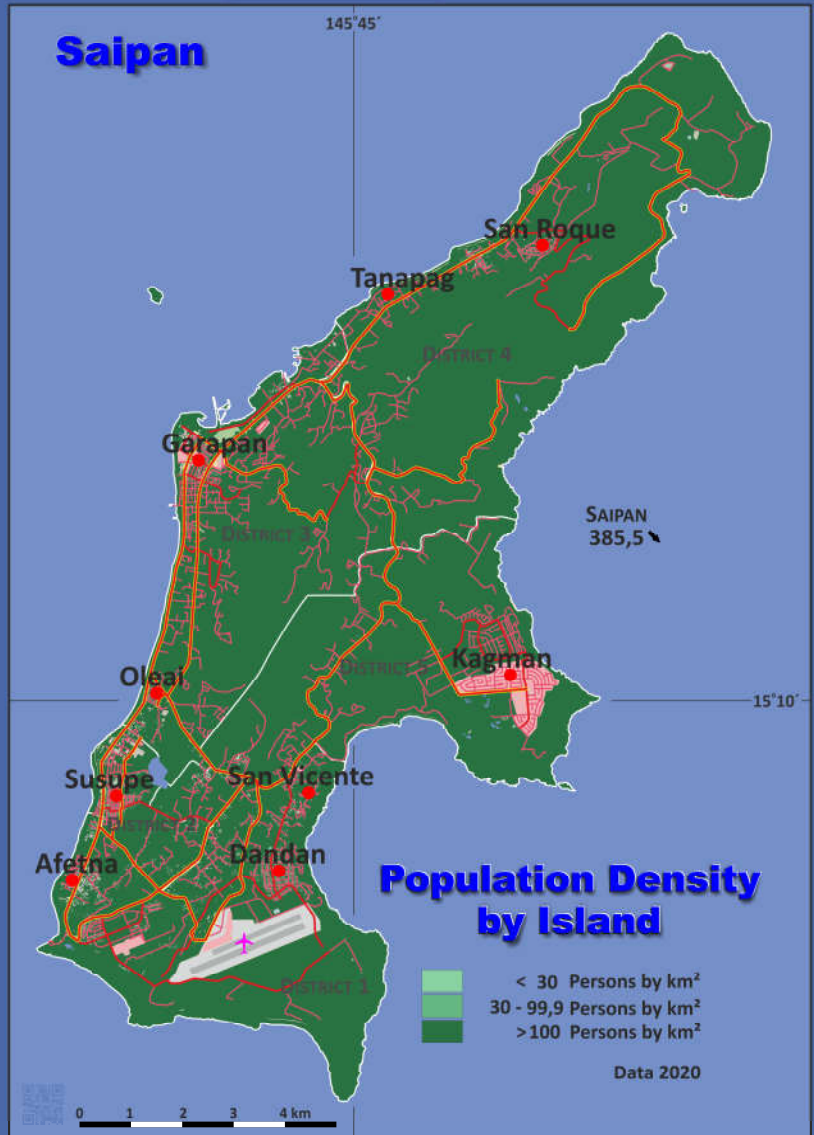 145°45´
Saipan
San Roque
Tanapag
DISTRICT 4
Garapan
SAIPAN
385,5
DISTRICT 3
Kagman
DISTRICT 5
Oleai
15°10´
Susupe
San Vicente
DISTRICT 2
Dandan
Afetna
Population Density
by Island
DISTRICT 1
< 30 Persons by km²
30 - 99,9 Persons by km²
>100 Persons by km²
Data 2020
0 1 2 3 4 km